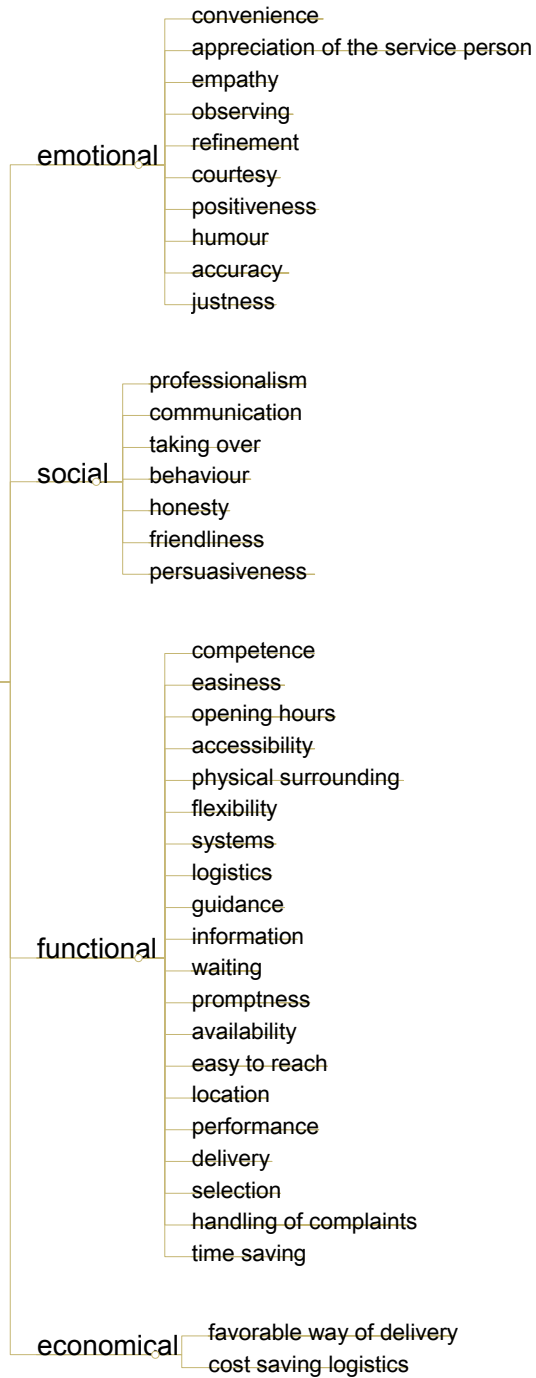 emotional
convenience
appreciation of the service person
empathy
observing
refinement
courtesy
positiveness
humour
accuracy
justness
social
professionalism
communication
taking over
behaviour
honesty
friendliness
persuasiveness
functional
competence
easiness
opening hours
accessibility
physical surrounding
flexibility
systems
logistics
guidance
information
waiting
promptness
availability
easy to reach
location
performance
delivery
selection
handling of complaints
time saving
economical
favorable way of delivery
cost saving logistics